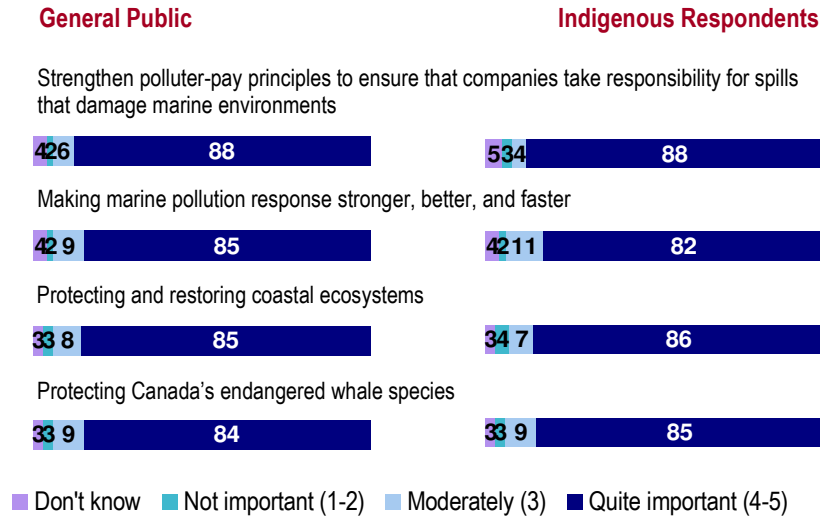 General Public Indigenous Respondents
Strengthen polluter-pay principles to ensure that companies take responsibility for spills
that damage marine environments
4 2 6 88 5 3 4 88
Making marine pollution response stronger, better, and faster
4 2 9 85 4 2 11 82
Protecting and restoring coastal ecosystems
3 3 8 85 3 4 7 86
Protecting Canada’s endangered whale species
3 3 9 84 3 3 9 85
Don't know Not important (1-2) Moderately (3) Quite important (4-5)